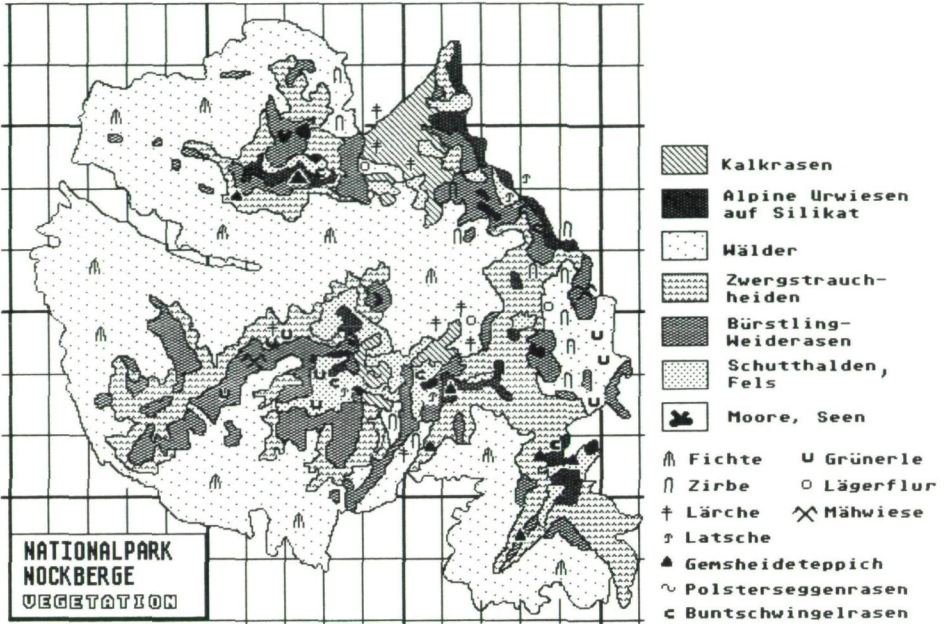 Kalkrasen
Alpine Urwiesen
auf Silikat
Wälder
Zwergstrauch-
heiden
Bürstling-
Weiderasen
Schutthalden,
Fels
Moore, Seen
Fichte
Grünerle
Zirbe
Lägerflur
Lärche
Mähwiese
Latsche
Gemsheideteppich
Polsterseggenrasen
Buntschwingelrasen
NATIONALPARK
NOCKBERGE
VEGETATION